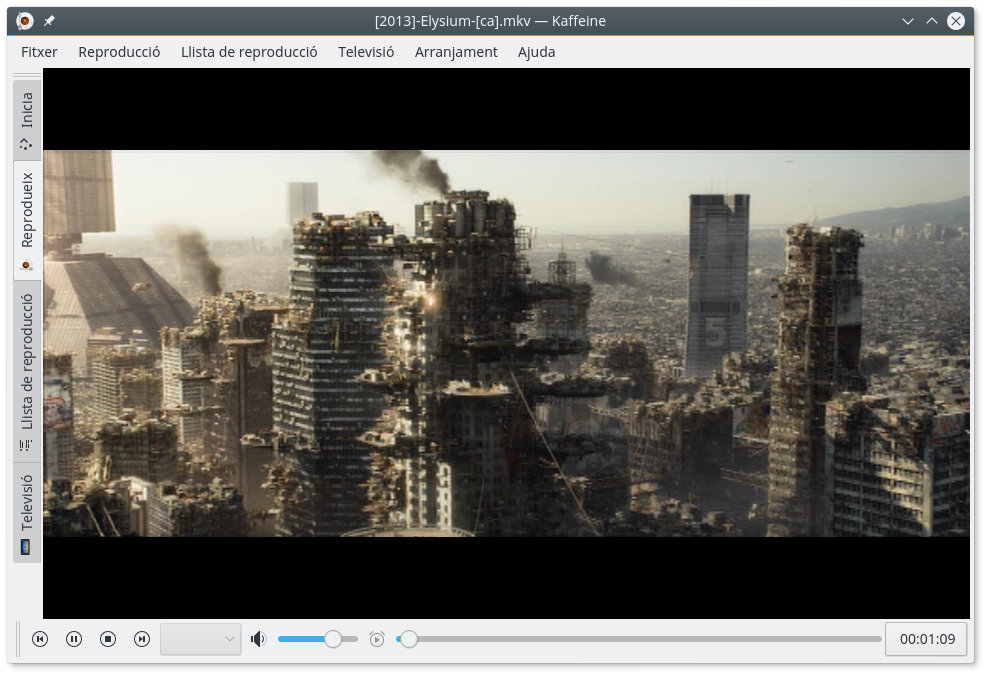 [2013]-Elysium-[ca].mkv — Kaffeine
Fitxer Reproducció Llista de reproducció Televisió Arranjament Ajuda
Inicia
Reprodueix
Llista de reproducció
Televisió
5
00:01:09